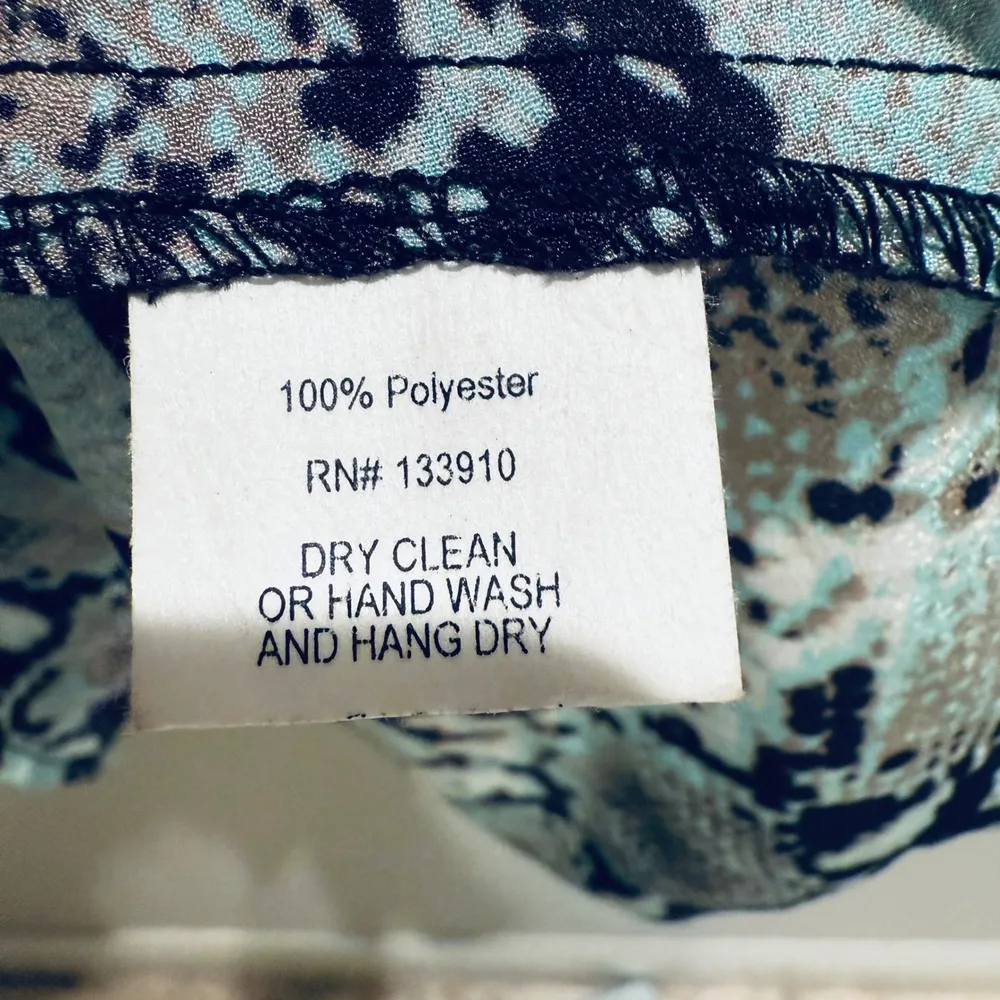 100% Polyester
RN# 133910
DRY CLEAN
OR HAND WASH
AND HANG DRY